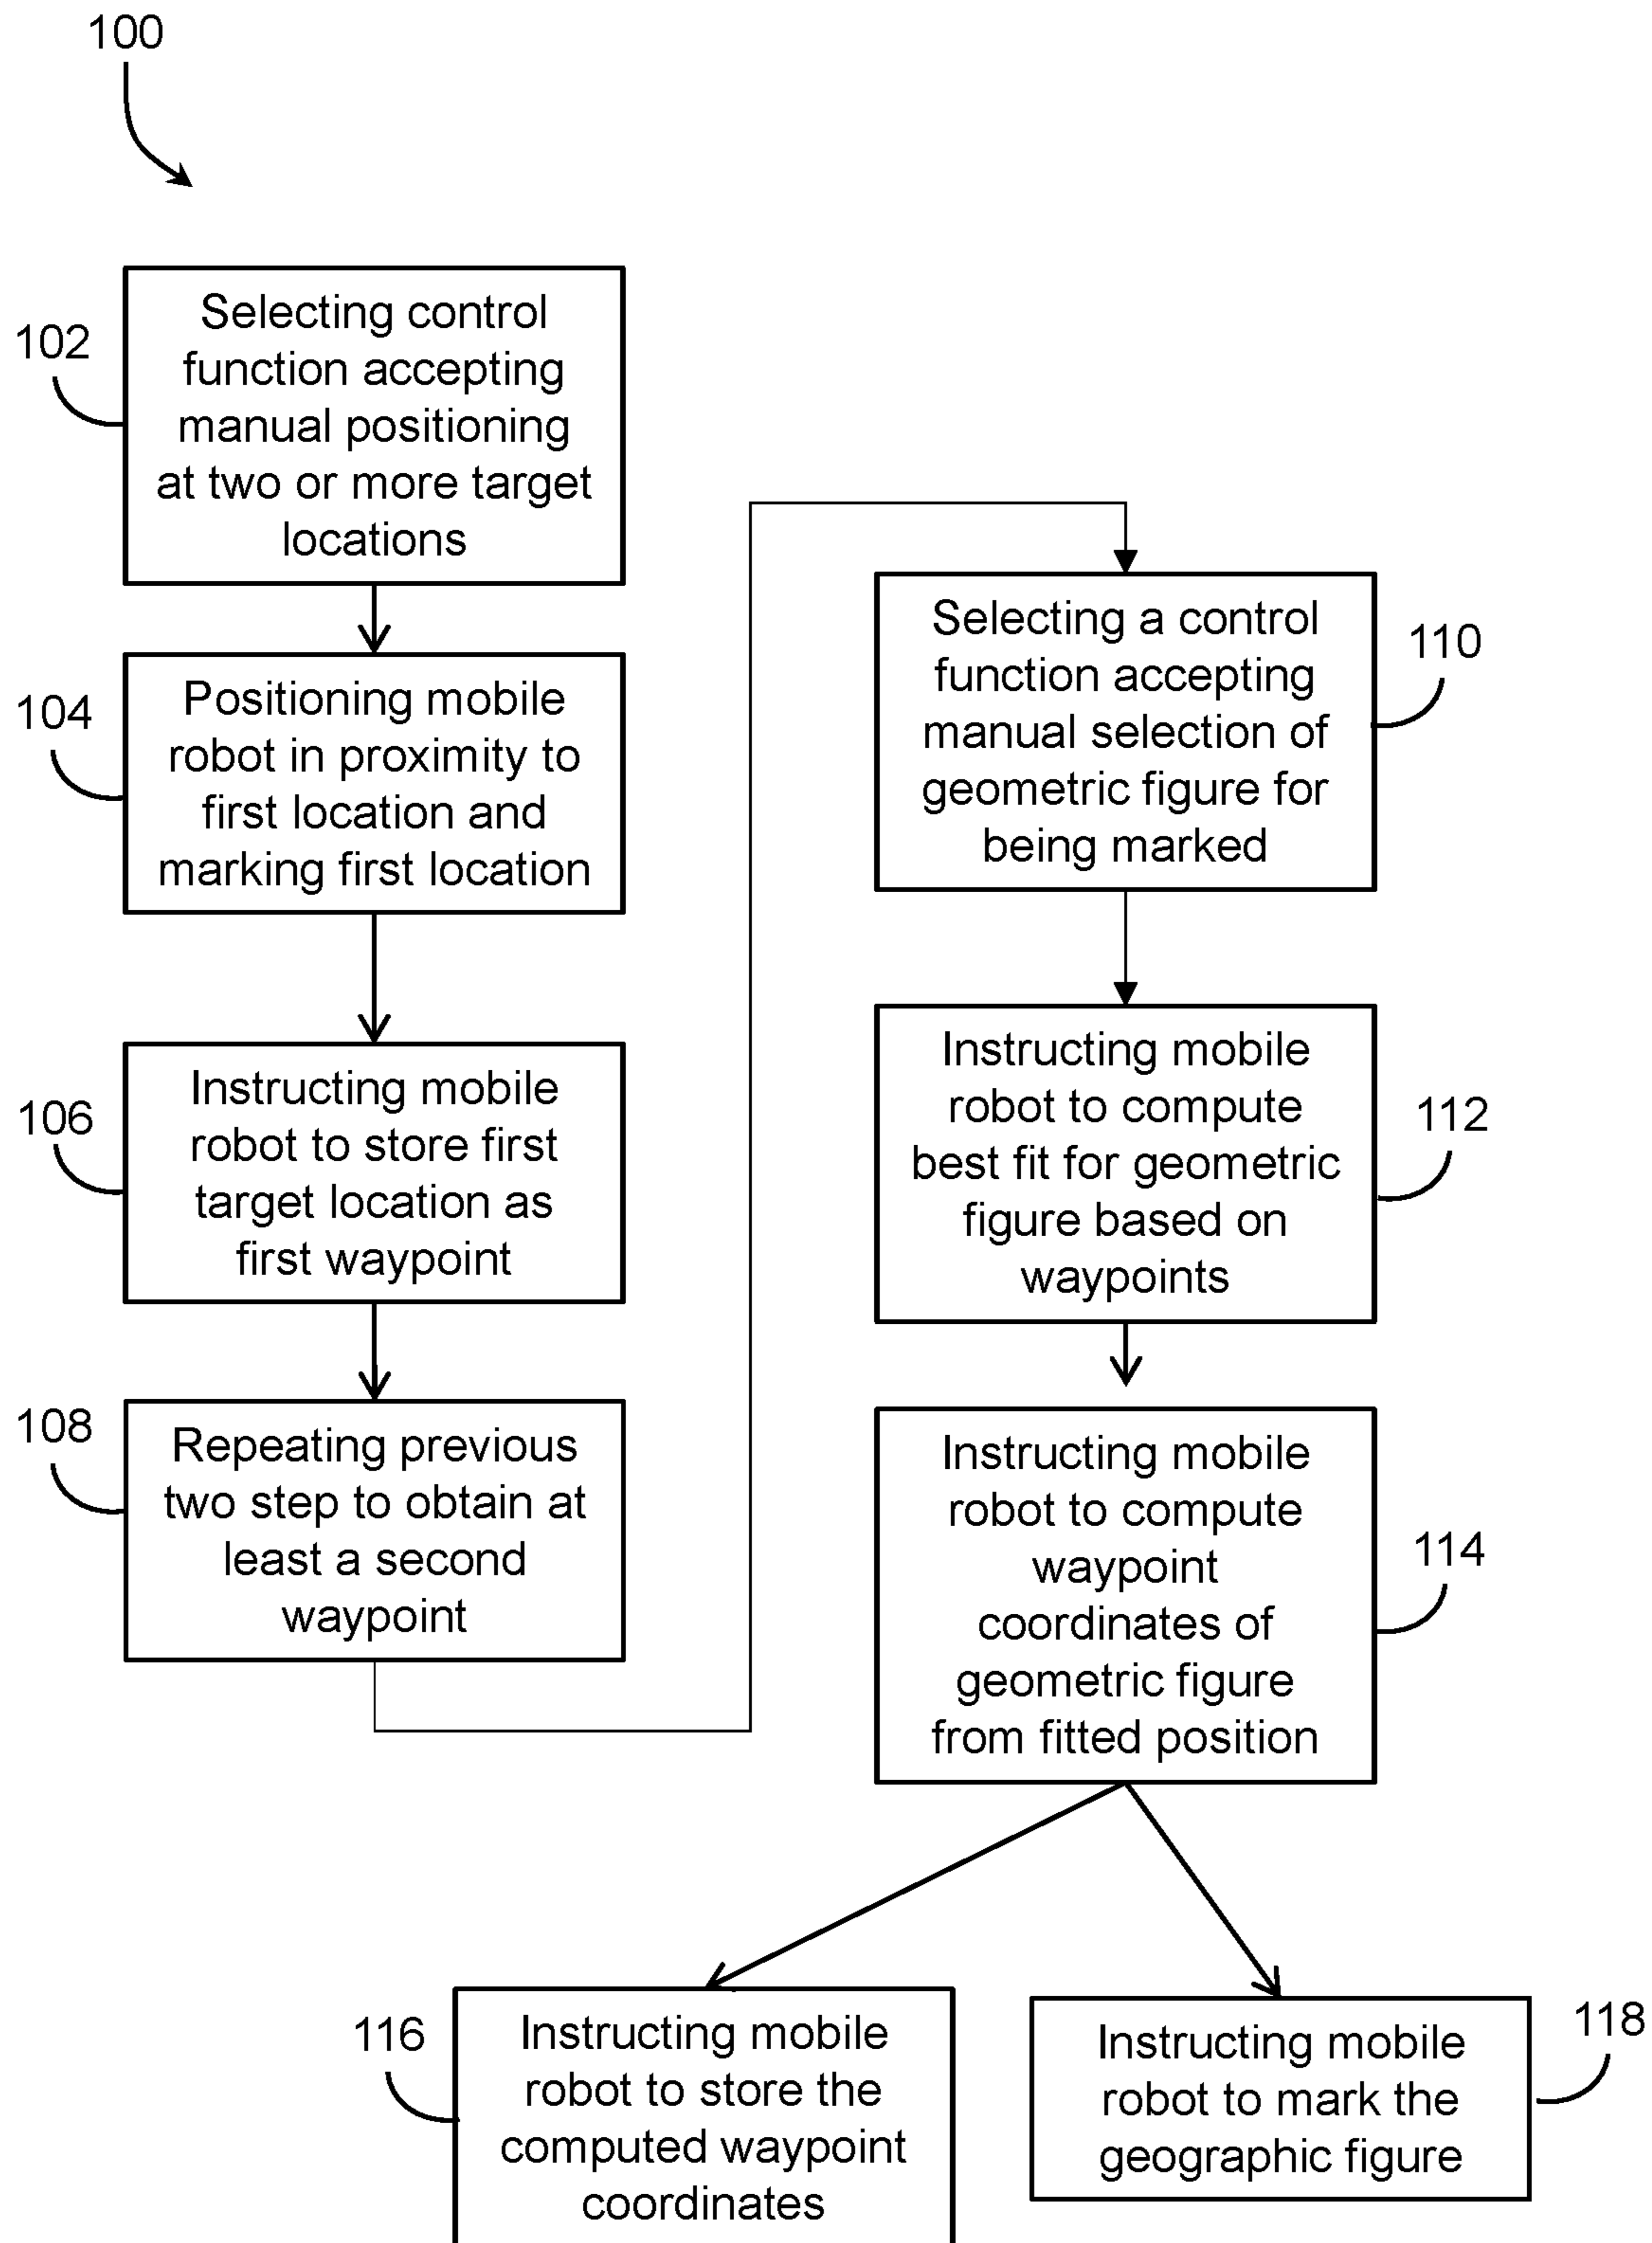 100
102
Selecting control
function accepting
manual positioning
at two or more target
locations
104
Positioning mobile
robot in proximity to
first location and
marking first location
106
Instructing mobile
robot to store first
target location as
first waypoint
108
Repeating previous
two step to obtain at
least a second
waypoint
110
Selecting a control
function accepting
manual selection of
geometric figure for
being marked
112
Instructing mobile
robot to compute
best fit for geometric
figure based on
waypoints
114
Instructing mobile
robot to compute
waypoint
coordinates of
geometric figure
from fitted position
116
Instructing mobile
robot to store the
computed waypoint
coordinates
118
Instructing mobile
robot to mark the
geographic figure